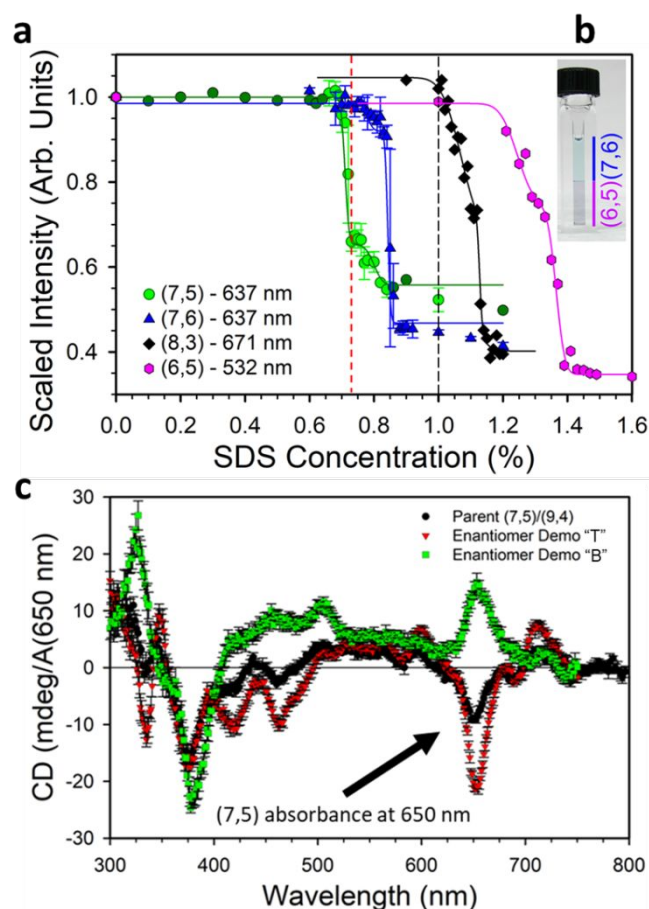 a
b
Scaled Intensity (Arb. Units)
1.0
0.8
0.6
0.4
(7,5) - 637 nm
(7,6) - 637 nm
(8,3) - 671 nm
(6,5) - 532 nm
(6,5)(7,6)
0.0 0.2 0.4 0.6 0.8 1.0 1.2 1.4 1.6
SDS Concentration (%)
c
CD (mdeg/A(650 nm)
30
20
10
0
-10
-20
-30
Parent (7,5)/(9,4)
Enantiomer Demo "T"
Enantiomer Demo "B"
(7,5) absorbance at 650 nm
300 400 500 600 700 800
Wavelength (nm)